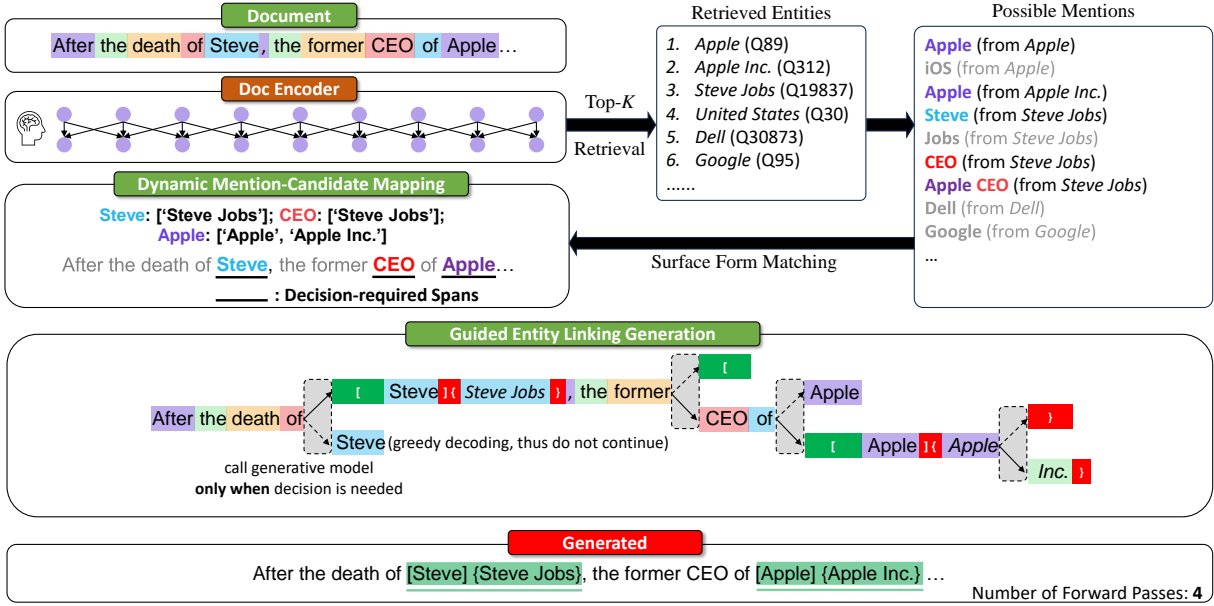 Document
After the death of Steve, the former CEO of Apple...
Doc Encoder
Top-K
Retrieval
Retrieved Entities
1. Apple (Q89)
2. Apple Inc. (Q312)
3. Steve Jobs (Q19837)
4. United States (Q30)
5. Dell (Q30873)
6. Google (Q95)
......
Possible Mentions
Apple (from Apple)
iOS (from Apple)
Apple (from Apple Inc.)
Steve (from Steve Jobs)
Jobs (from Steve Jobs)
CEO (from Steve Jobs)
Apple CEO (from Steve Jobs)
Dell (from Dell)
Google (from Google)
...
Surface Form Matching
Dynamic Mention-Candidate Mapping
Steve: ['Steve Jobs']; CEO: ['Steve Jobs'];
Apple: ['Apple', 'Apple Inc.']
After the death of Steve, the former CEO of Apple...
: Decision-required Spans
Guided Entity Linking Generation
After the death of
[ Steve ] { Steve Jobs } , the former
Steve (greedy decoding, thus do not continue)
call generative model
only when decision is needed
[
CEO of
Apple
[ Apple ] { Apple
}
Inc. }
Generated
After the death of [Steve] {Steve Jobs}, the former CEO of [Apple] {Apple Inc.} ...
Number of Forward Passes: 4